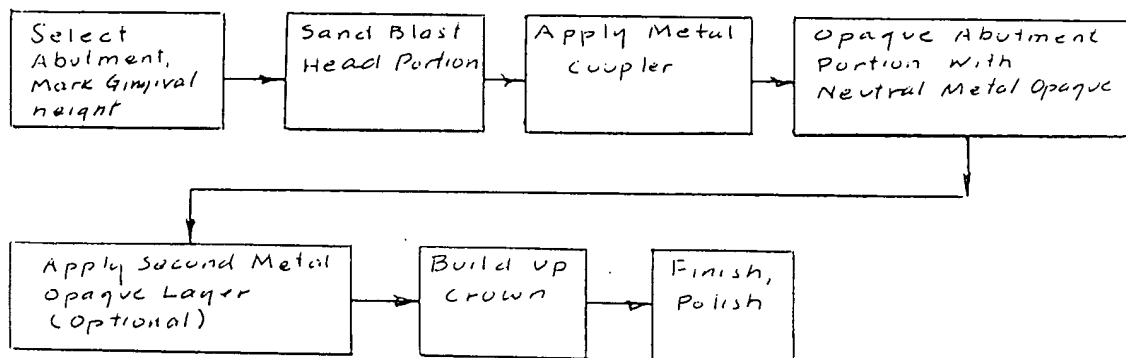 Select
Abutment,
Mark Gingival
height
Sand Blast
Head Portion
Apply Metal
Coupler
Opaque Abutment
Portion with
Neutral Metal Opaque
Apply Second Metal
Opaque Layer
(Optional)
Build up
Crown
Finish,
Polish